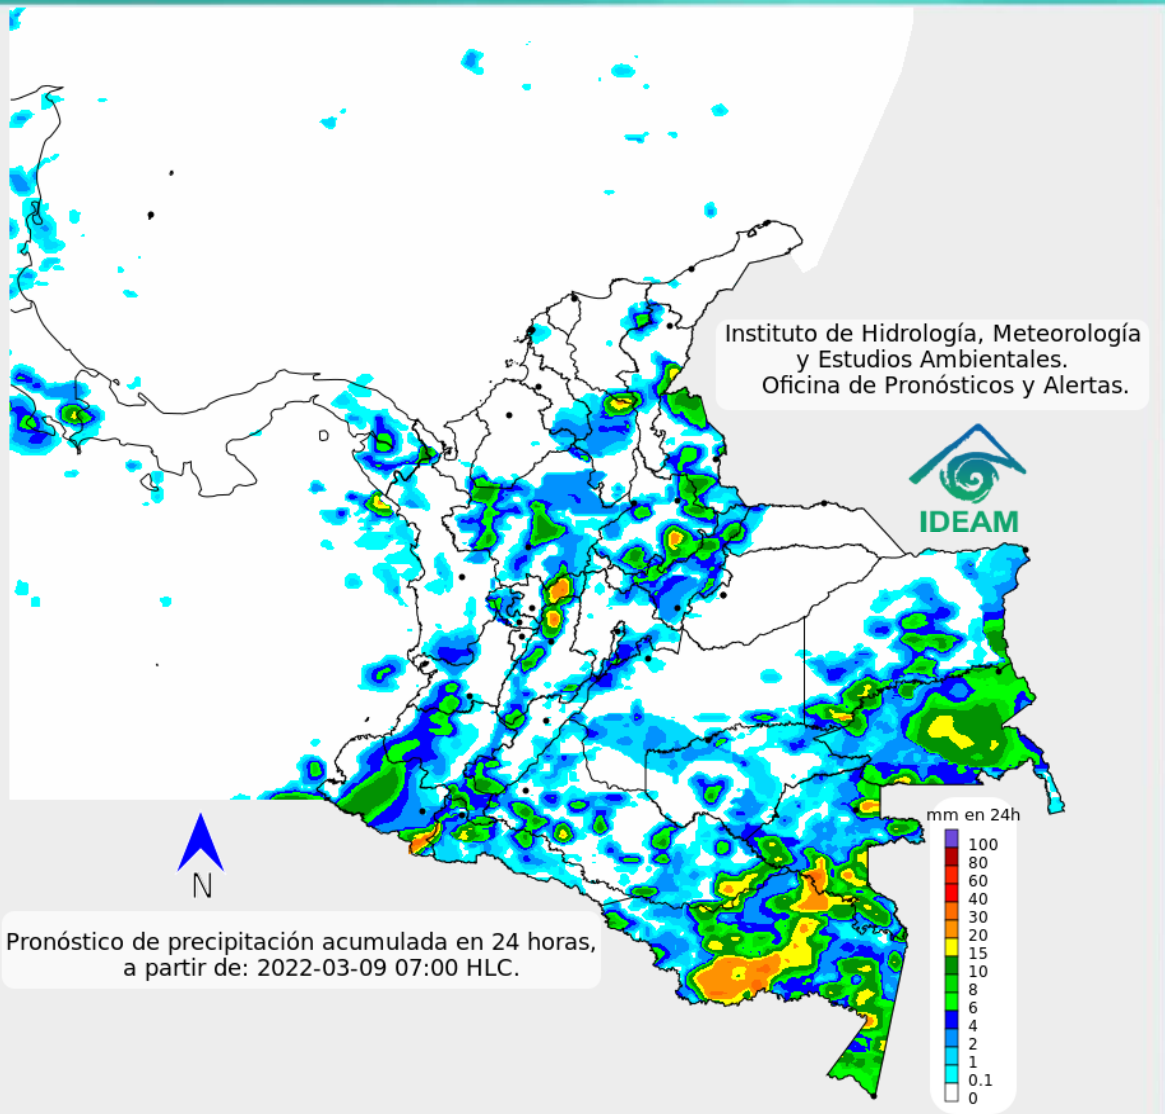 Instituto de Hidrología, Meteorología
y Estudios Ambientales.
Oficina de Pronósticos y Alertas.
IDEAM
mm en 24h
100
80
60
40
30
20
15
10
8
6
4
2
1
0.1
0
N
Pronóstico de precipitación acumulada en 24 horas,
a partir de: 2022-03-09 07:00 HLC.